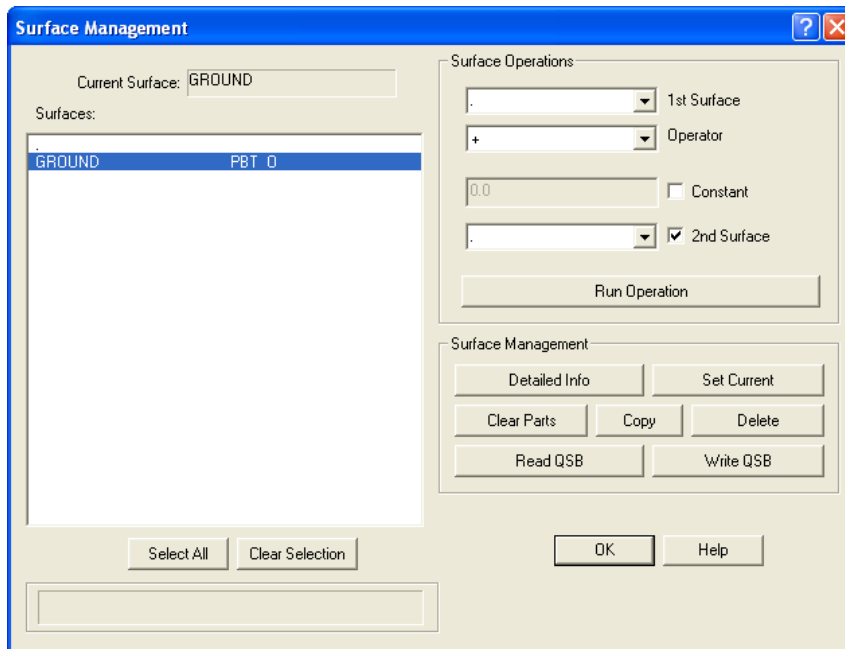 Surface Management
Current Surface: GROUND
Surfaces:
.
GROUND PBT 0
Select All Clear Selection
Surface Operations
. 1st Surface
+ Operator
0.0 Constant
. 2nd Surface
Run Operation
Surface Management
Detailed Info Set Current
Clear Parts Copy Delete
Read QSB Write QSB
OK Help